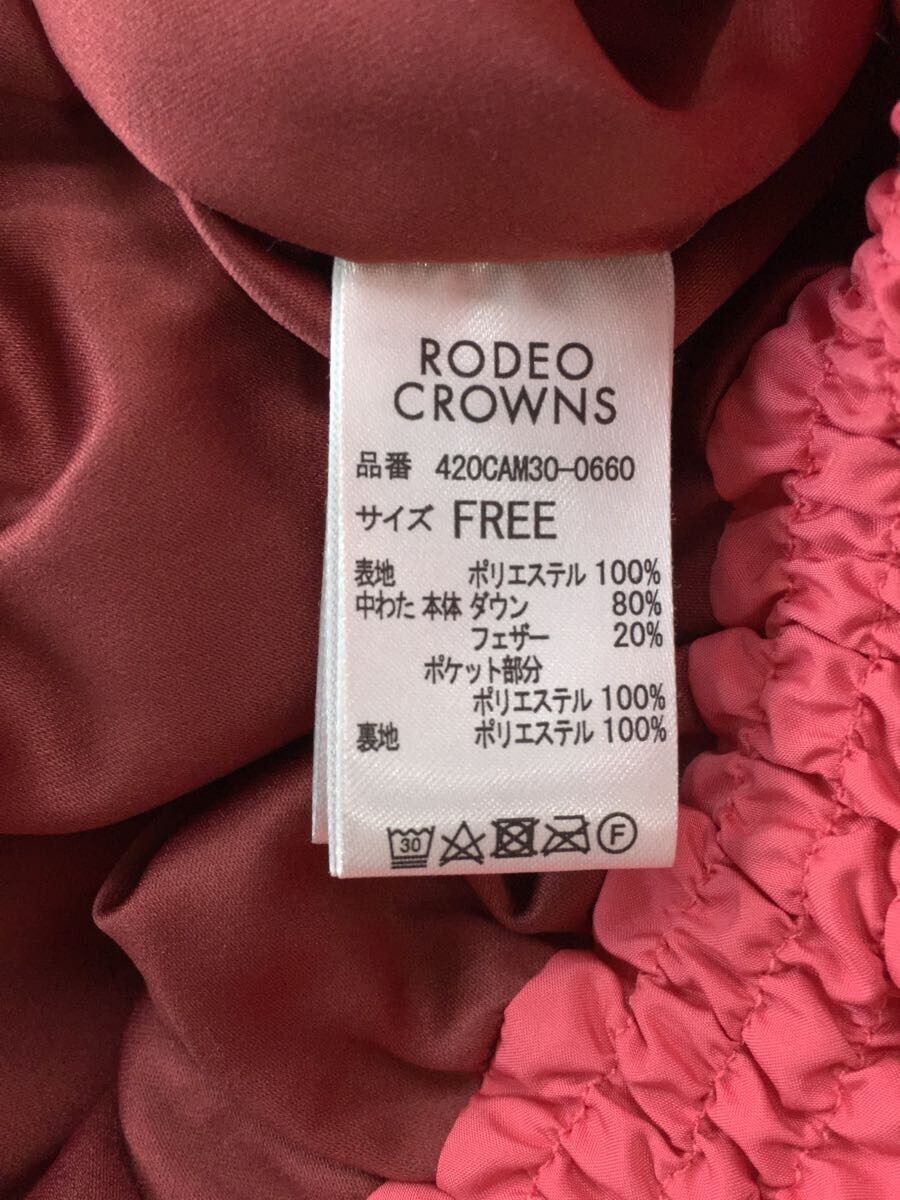 RODEO
CROWNS
品番 420CAM30-0660
サイズ FREE
表地 ポリエステル 100%
中わた 本体 ダウン 80%
フェザー 20%
ポケット部分
ポリエステル 100%
裏地 ポリエステル 100%
30 F